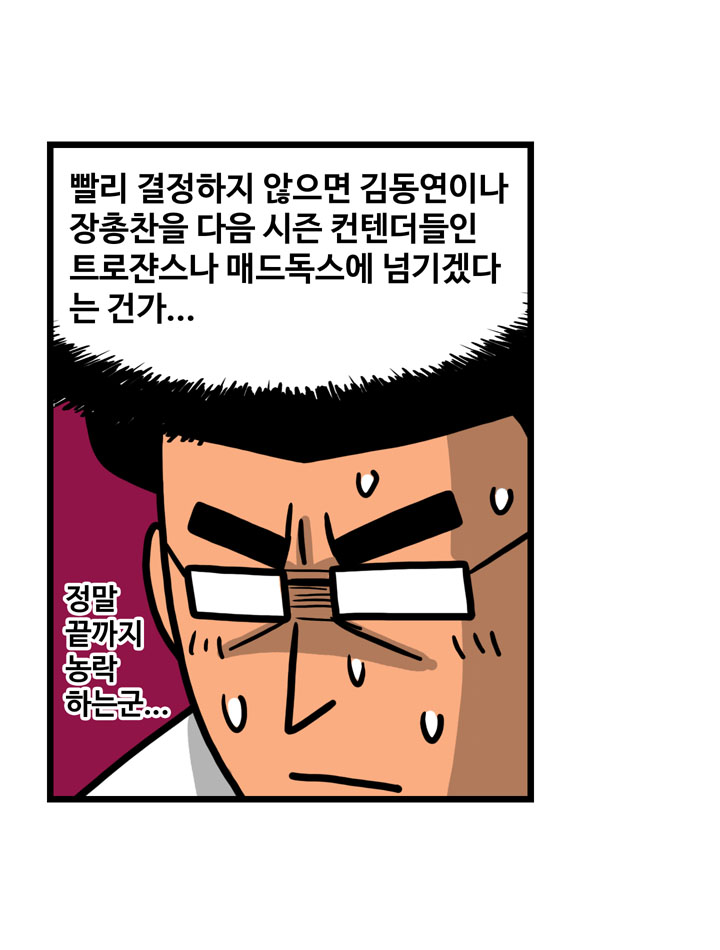 빨리 결정하지 않으면 김동연이나
장총찬을 다음 시즌 컨텐더들인
트로쟌스나 매드독스에 넘기겠다
는 건가...
정말
끝까지
농락
하는군...